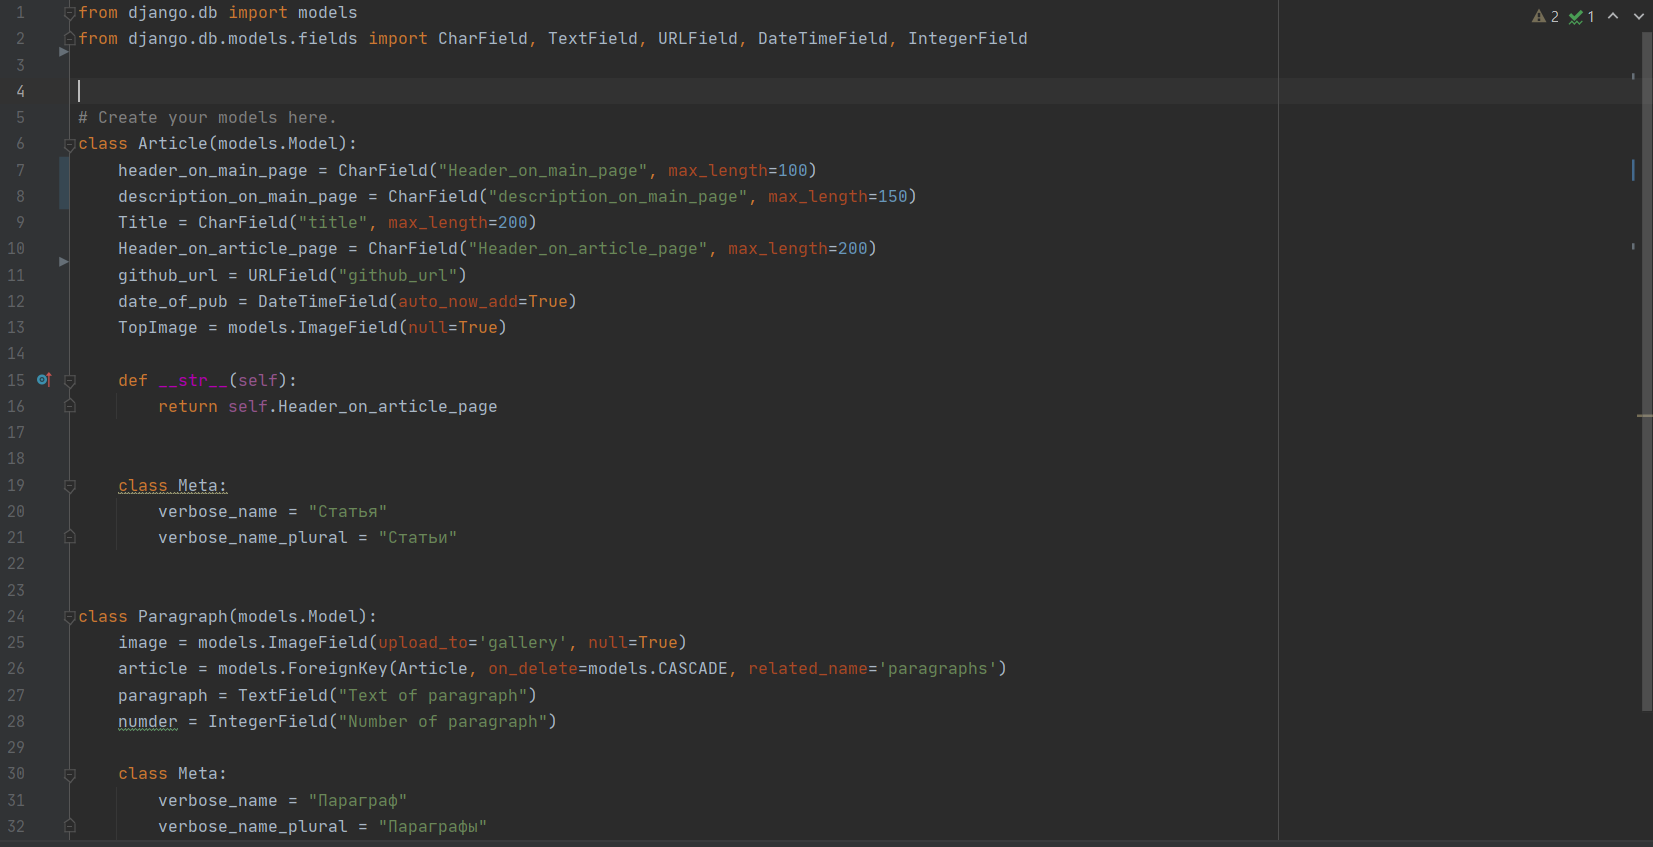 2 1
1 from django.db import models
2 from django.db.models.fields import CharField, TextField, URLField, DateTimeField, IntegerField
3
4
5 # Create your models here.
6 class Article(models.Model):
7     header_on_main_page = CharField("Header_on_main_page", max_length=100)
8     description_on_main_page = CharField("description_on_main_page", max_length=150)
9     Title = CharField("title", max_length=200)
10     Header_on_article_page = CharField("Header_on_article_page", max_length=200)
11     github_url = URLField("github_url")
12     date_of_pub = DateTimeField(auto_now_add=True)
13     TopImage = models.ImageField(null=True)
14
15     def __str__(self):
16         return self.Header_on_article_page
17
18
19     class Meta:
20         verbose_name = "Статья"
21         verbose_name_plural = "Статьи"
22
23
24 class Paragraph(models.Model):
25     image = models.ImageField(upload_to='gallery', null=True)
26     article = models.ForeignKey(Article, on_delete=models.CASCADE, related_name='paragraphs')
27     paragraph = TextField("Text of paragraph")
28     numder = IntegerField("Number of paragraph")
29
30     class Meta:
31         verbose_name = "Параграф"
32         verbose_name_plural = "Параграфы"